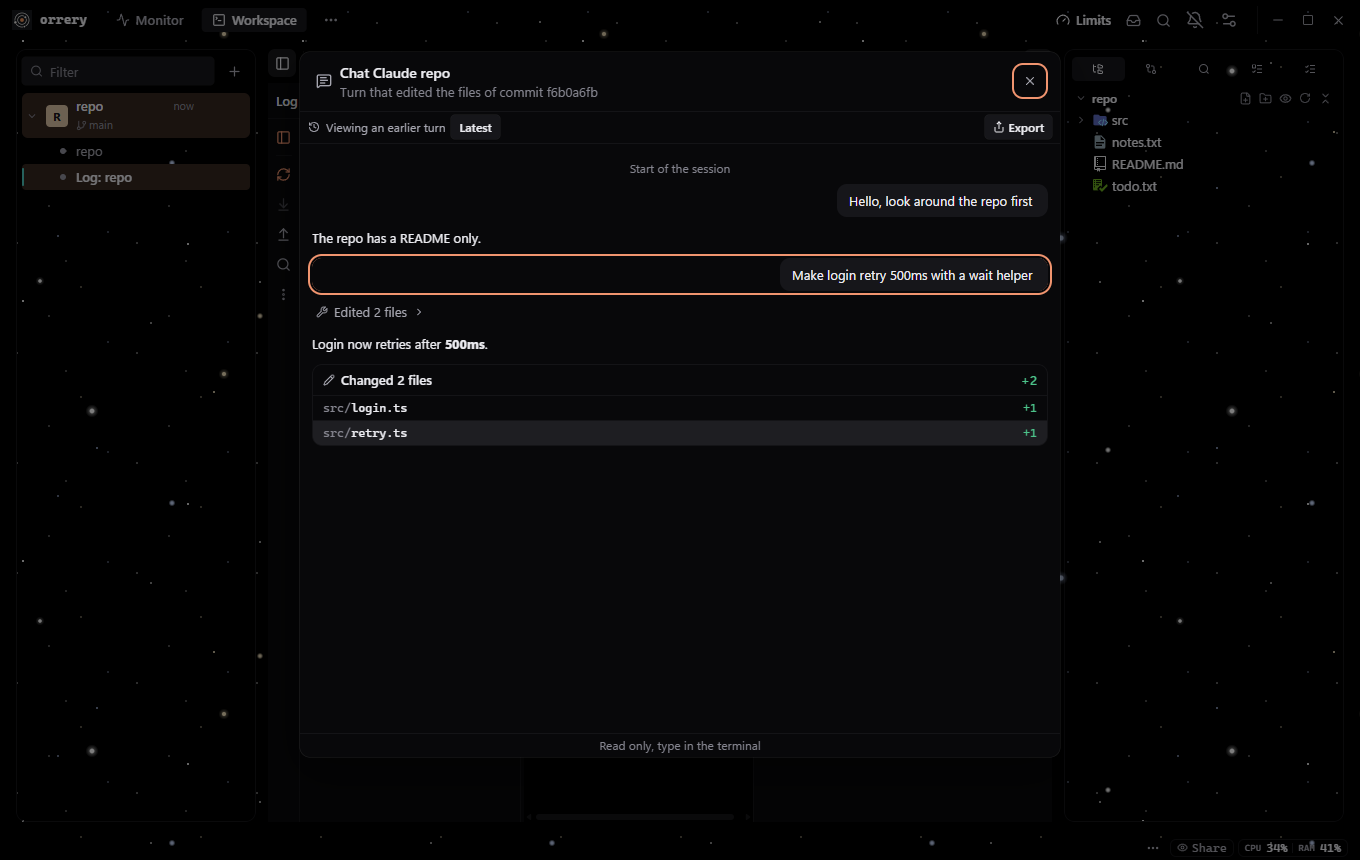 orrery
Monitor
Workspace
Limits
Filter
R
repo
now
main
repo
Log: repo
Log
Chat Claude repo
Turn that edited the files of commit f6b0a6fb
Viewing an earlier turn
Latest
Export
Start of the session
Hello, look around the repo first
The repo has a README only.
Make login retry 500ms with a wait helper
Edited 2 files
Login now retries after 500ms.
Changed 2 files +2
src/login.ts +1
src/retry.ts +1
Read only, type in the terminal
repo
src
notes.txt
README.md
todo.txt
Share
CPU 34%
RAM 41%